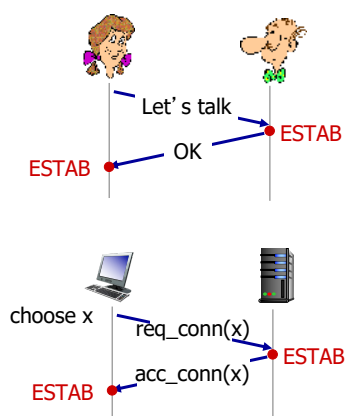 Let's talk
ESTAB
OK
ESTAB
choose x
req_conn(x)
ESTAB
acc_conn(x)
ESTAB